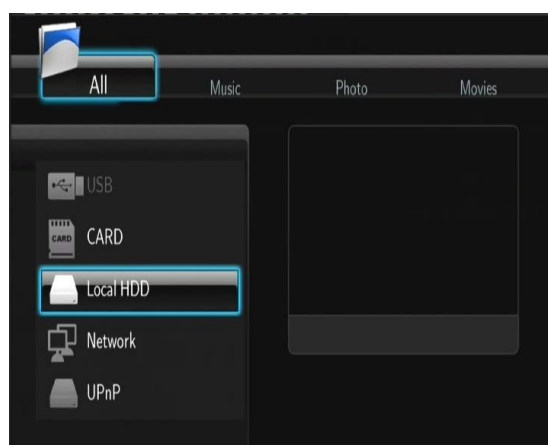 All
Music
Photo
Movies
USB
CARD
CARD
Local HDD
Network
UPnP